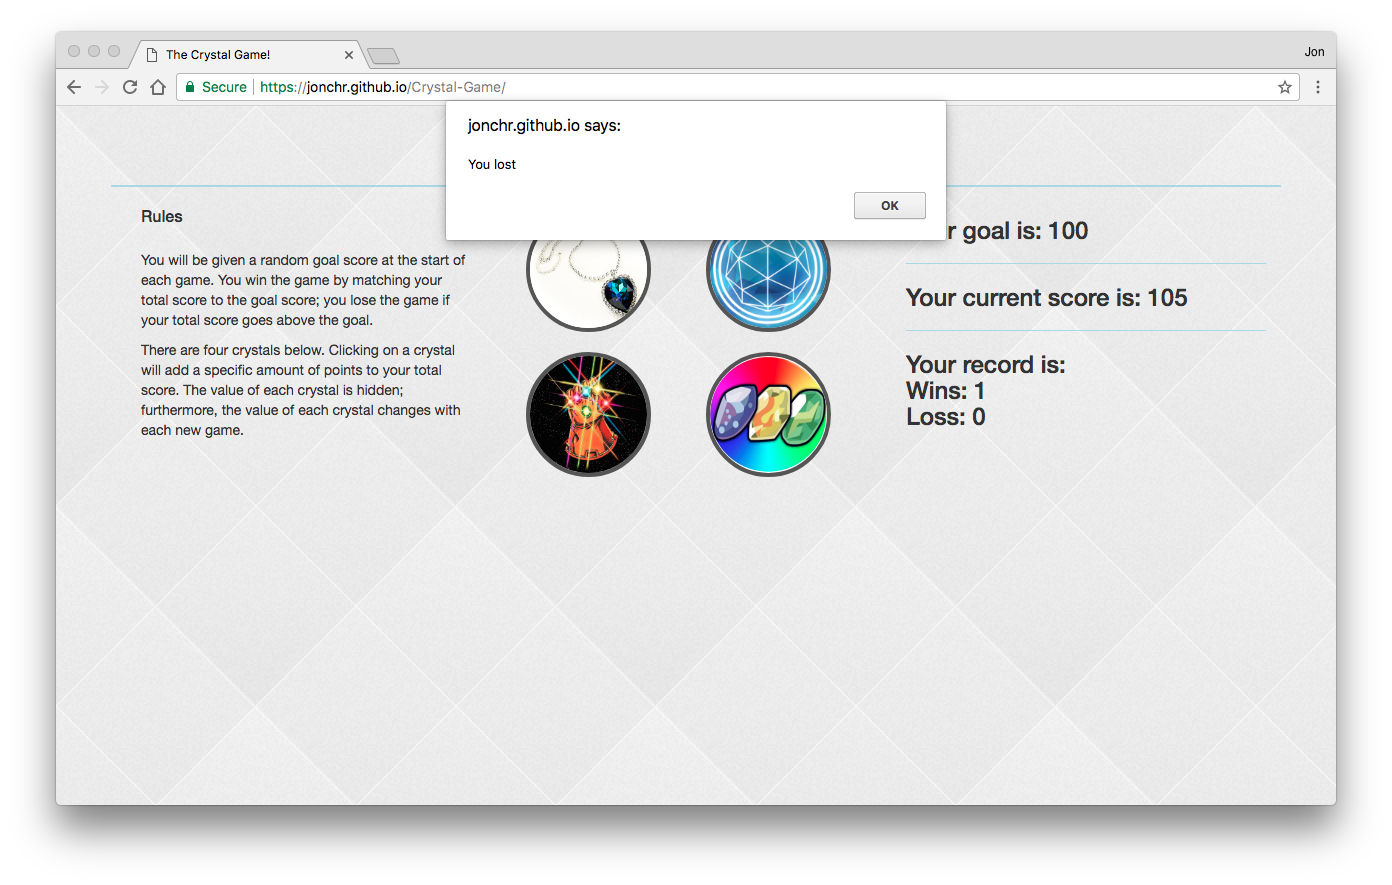 The Crystal Game!
Jon
Secure
https://jonchr.github.io/Crystal-Game/
jonchr.github.io says:
You lost
OK
Rules
You will be given a random goal score at the start of
each game. You win the game by matching your
total score to the goal score; you lose the game if
your total score goes above the goal.
There are four crystals below. Clicking on a crystal
will add a specific amount of points to your total
score. The value of each crystal is hidden;
furthermore, the value of each crystal changes with
each new game.
goal is: 100
Your current score is: 105
Your record is:
Wins: 1
Loss: 0